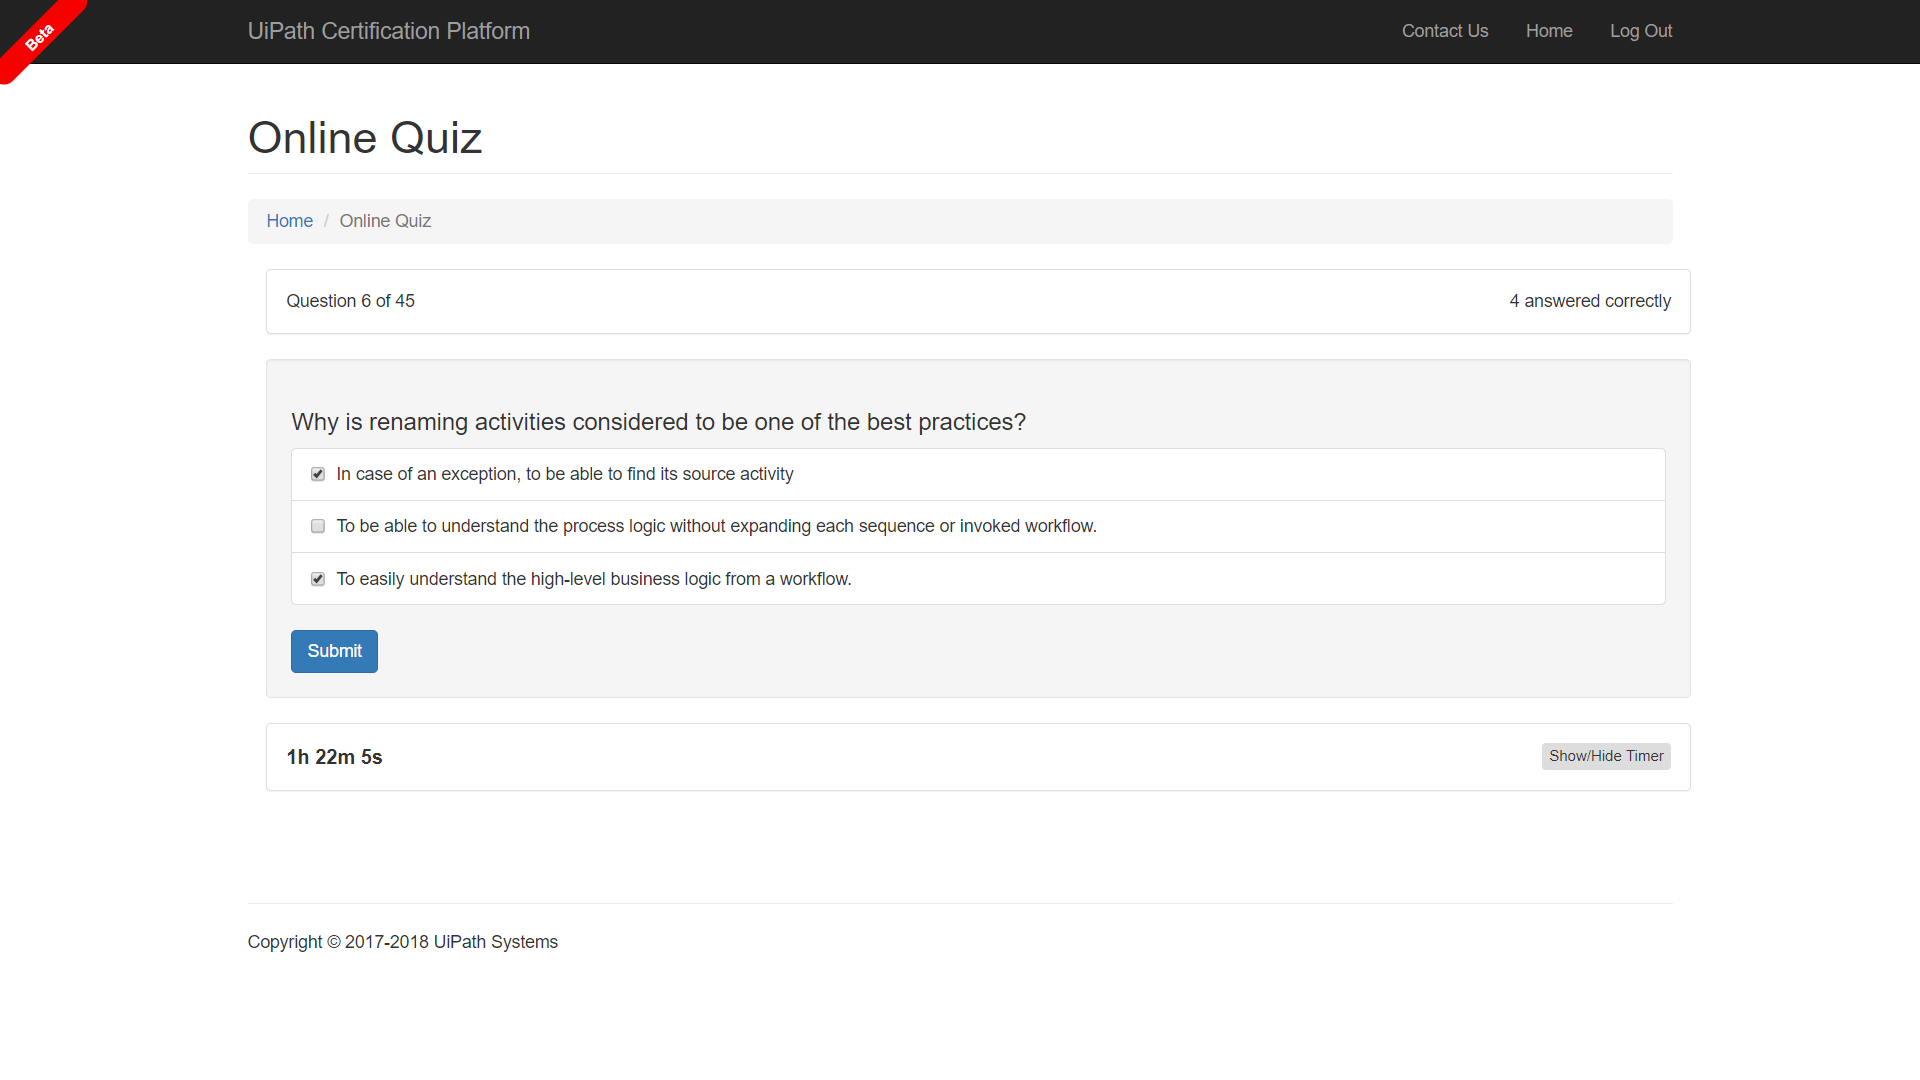 Beta
UiPath Certification Platform
Contact Us
Home
Log Out
Online Quiz
Home / Online Quiz
Question 6 of 45
4 answered correctly
Why is renaming activities considered to be one of the best practices?
In case of an exception, to be able to find its source activity
To be able to understand the process logic without expanding each sequence or invoked workflow.
To easily understand the high-level business logic from a workflow.
Submit
1h 22m 5s
Show/Hide Timer
Copyright © 2017-2018 UiPath Systems